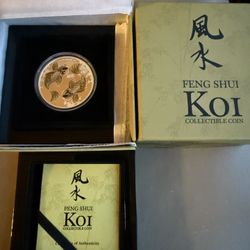 風
水
FENG SHUI
KOI
COLLECTIBLE COIN
風
水
FENG SHUI
KOI
COLLECTIBLE COIN
Certificate of Authenticity